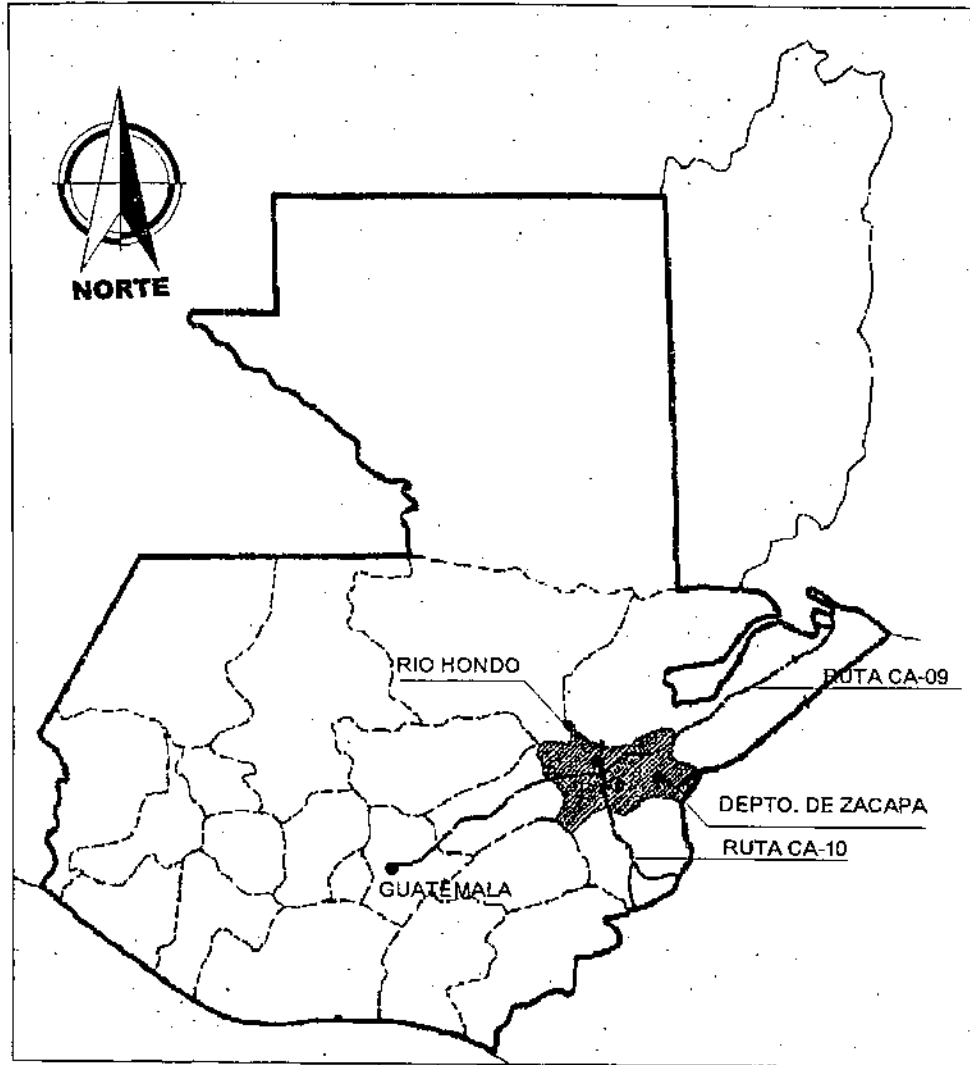 NORTE
RIO HONDO
RUTA CA-09
DEPTO. DE ZACAPA
RUTA CA-10
GUATEMALA